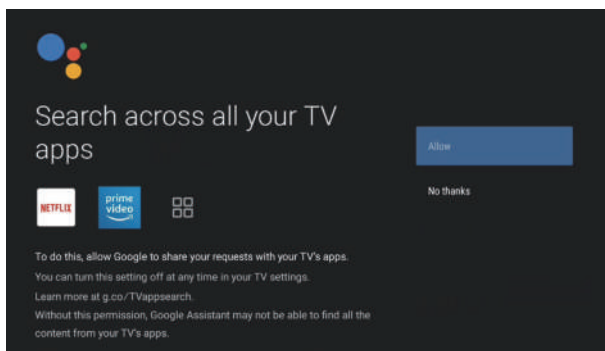 Search across all your TV
apps
Allow
NETFLIX
prime
video
No thanks
To do this, allow Google to share your requests with your TV's apps.
You can turn this setting off at any time in your TV settings.
Learn more at g.co/TVappsearch.
Without this permission, Google Assistant may not be able to find all the
content from your TV's apps.